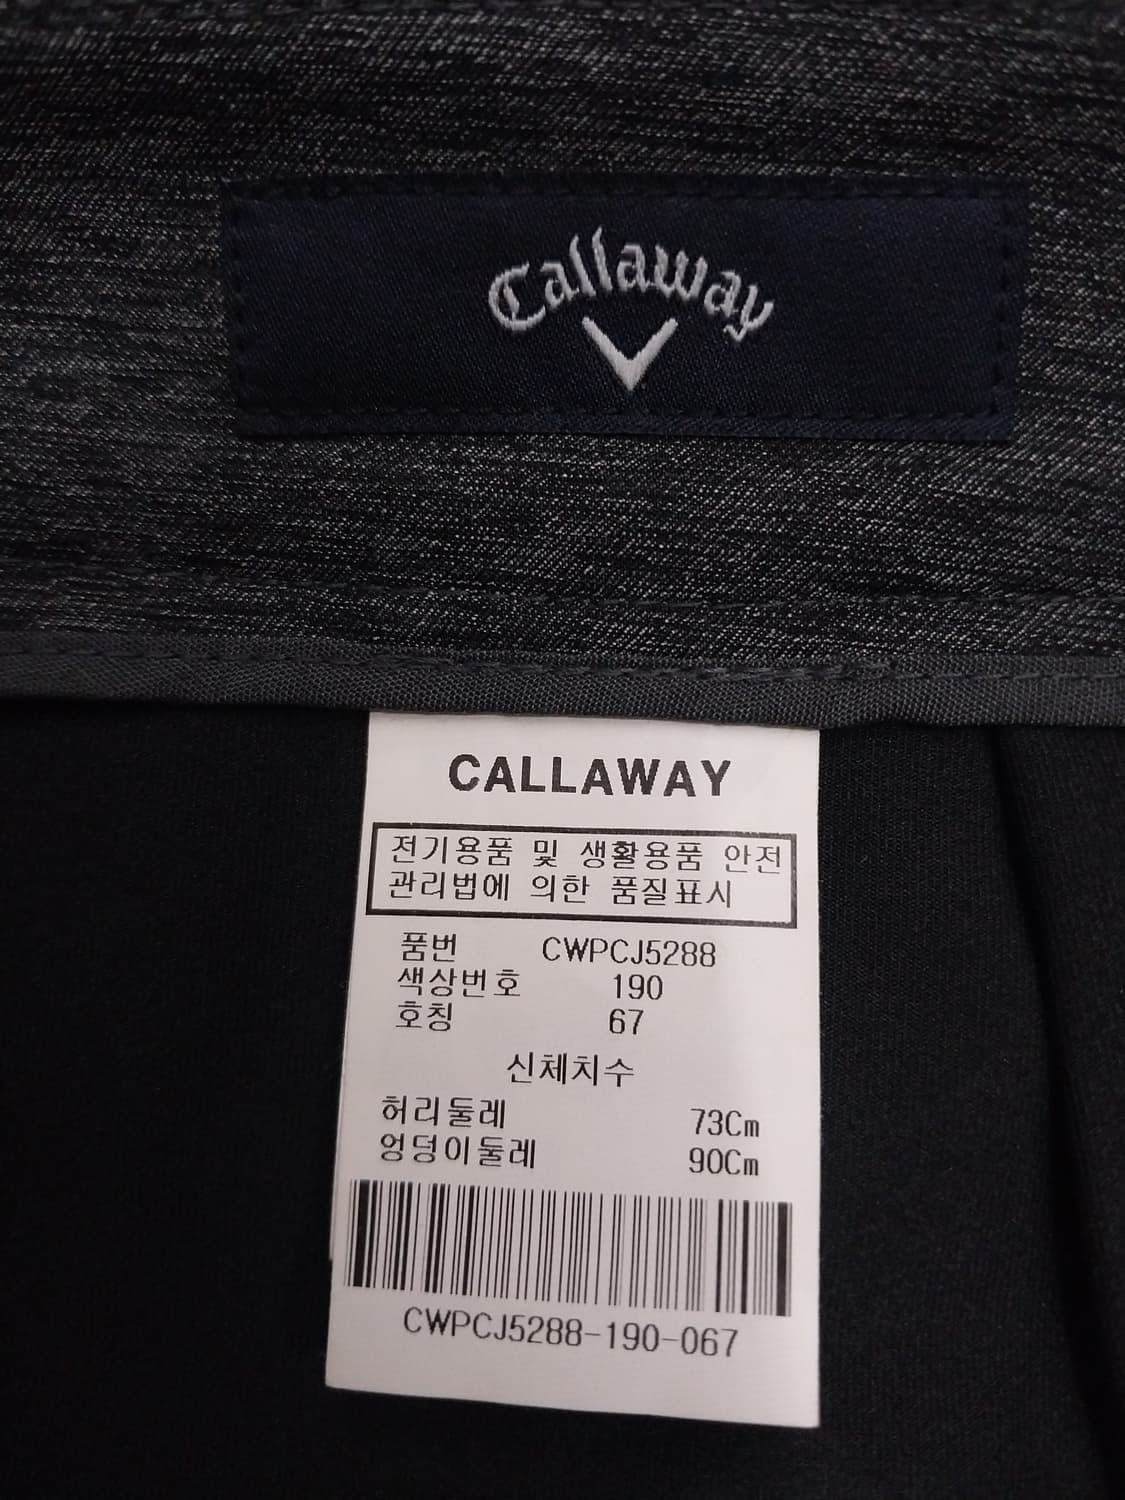 Callaway
CALLAWAY
전기용품 및 생활용품 안전
관리법에 의한 품질표시
품번 CWPCJ5288
색상번호 190
호칭 67
신체치수
허리둘레 73Cm
엉덩이둘레 90Cm
CWPCJ5288-190-067